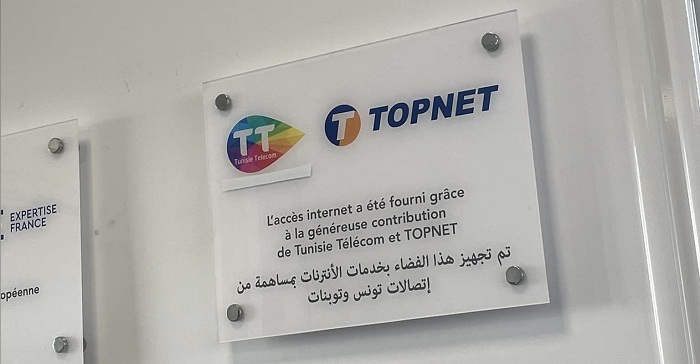 TT
Tunisie Telecom
T TOPNET
L'accès internet a été fourni grâce
à la généreuse contribution
de Tunisie Télécom et TOPNET
تم تجهيز هذا الفضاء بخدمات الأنترنات بمساهمة من
إتصالات تونس وتوبنات
EXPERTISE
FRANCE
opéenne